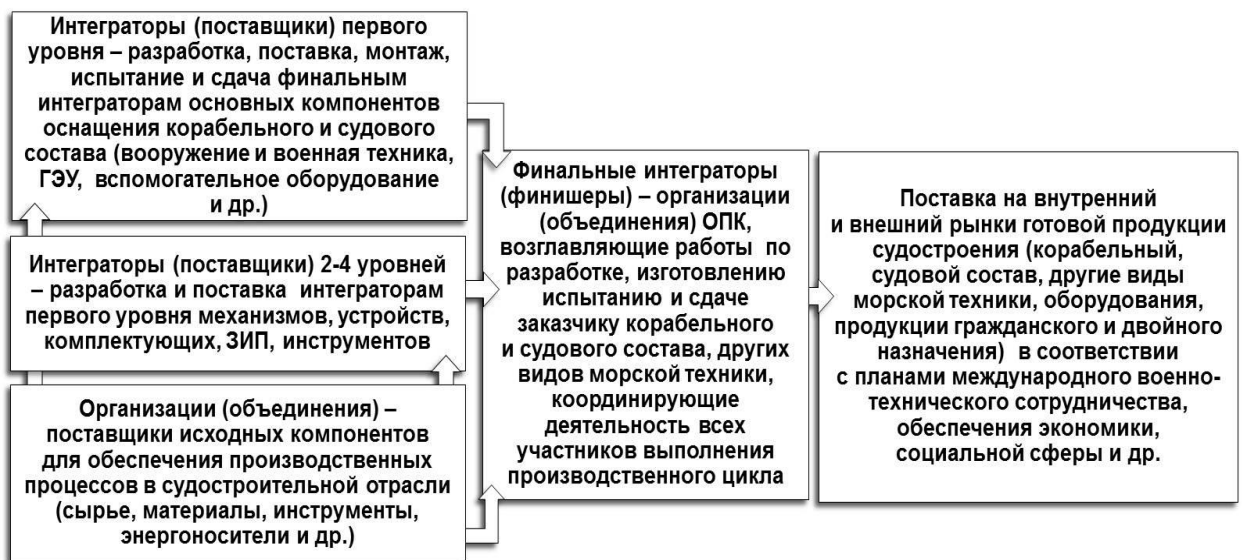 Интеграторы (поставщики) первого
уровня – разработка, поставка, монтаж,
испытание и сдача финальным
интеграторам основных компонентов
оснащения корабельного и судового
состава (вооружение и военная техника,
ГЭУ, вспомогательное оборудование
и др.)
Интеграторы (поставщики) 2-4 уровней
– разработка и поставка интеграторам
первого уровня механизмов, устройств,
комплектующих, ЗИП, инструментов
Организации (объединения) –
поставщики исходных компонентов
для обеспечения производственных
процессов в судостроительной отрасли
(сырье, материалы, инструменты,
энергоносители и др.)
Финальные интеграторы
(финишеры) – организации
(объединения) ОПК,
возглавляющие работы по
разработке, изготовлению
испытанию и сдаче
заказчику корабельного
и судового состава, других
видов морской техники,
координирующие
деятельность всех
участников выполнения
производственного цикла
Поставка на внутренний
и внешний рынки готовой продукции
судостроения (корабельный,
судовой состав, другие виды
морской техники, оборудования,
продукции гражданского и двойного
назначения) в соответствии
с планами международного военно-
технического сотрудничества,
обеспечения экономики,
социальной сферы и др.